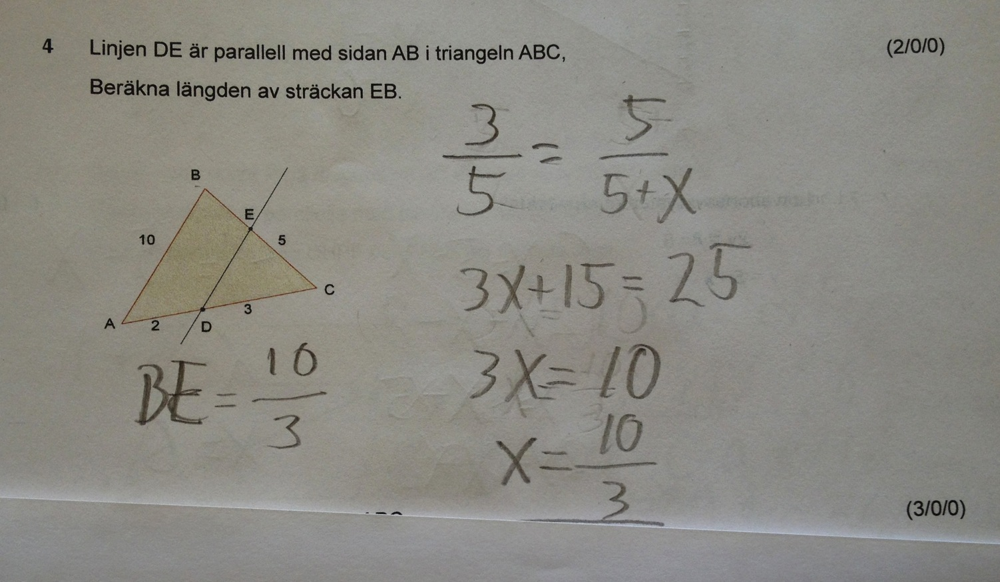 4 Linjen DE är parallell med sidan AB i triangeln ABC, (2/0/0)
Beräkna längden av sträckan EB.
B
E
10
5
C
3
A
2
D
3/5 = 5/5+X
3X+15=25
3X=10
X=10/3
BE=10/3
(3/0/0)